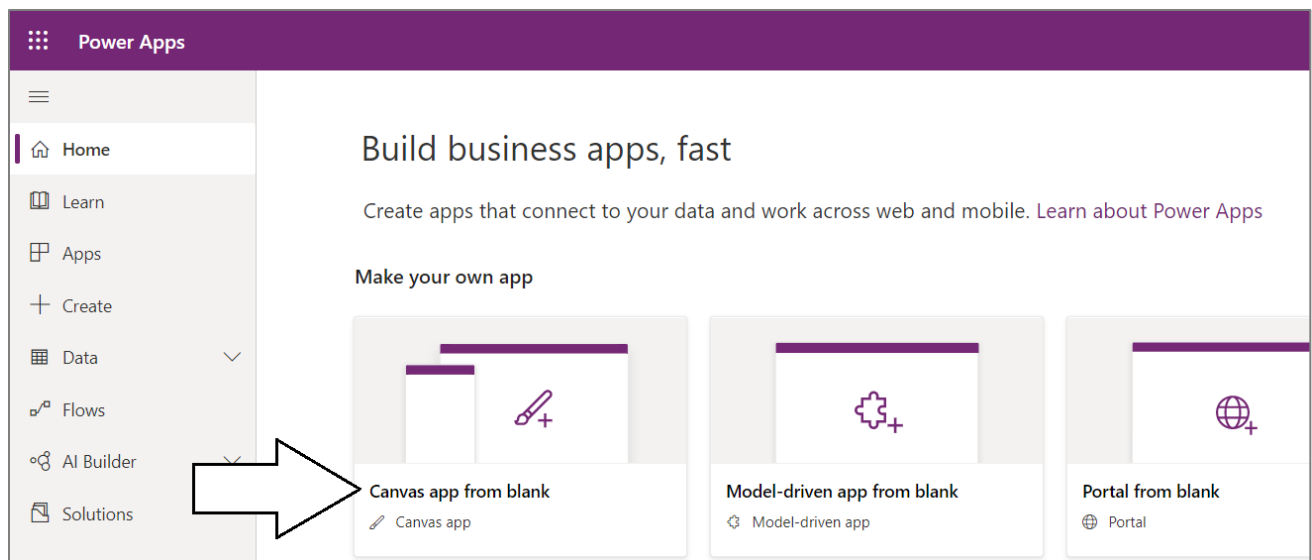 Power Apps
Home
Learn
Apps
Create
Data
Flows
AI Builder
Solutions
Build business apps, fast
Create apps that connect to your data and work across web and mobile. Learn about Power Apps
Make your own app
Canvas app from blank
Canvas app
Model-driven app from blank
Model-driven app
Portal from blank
Portal